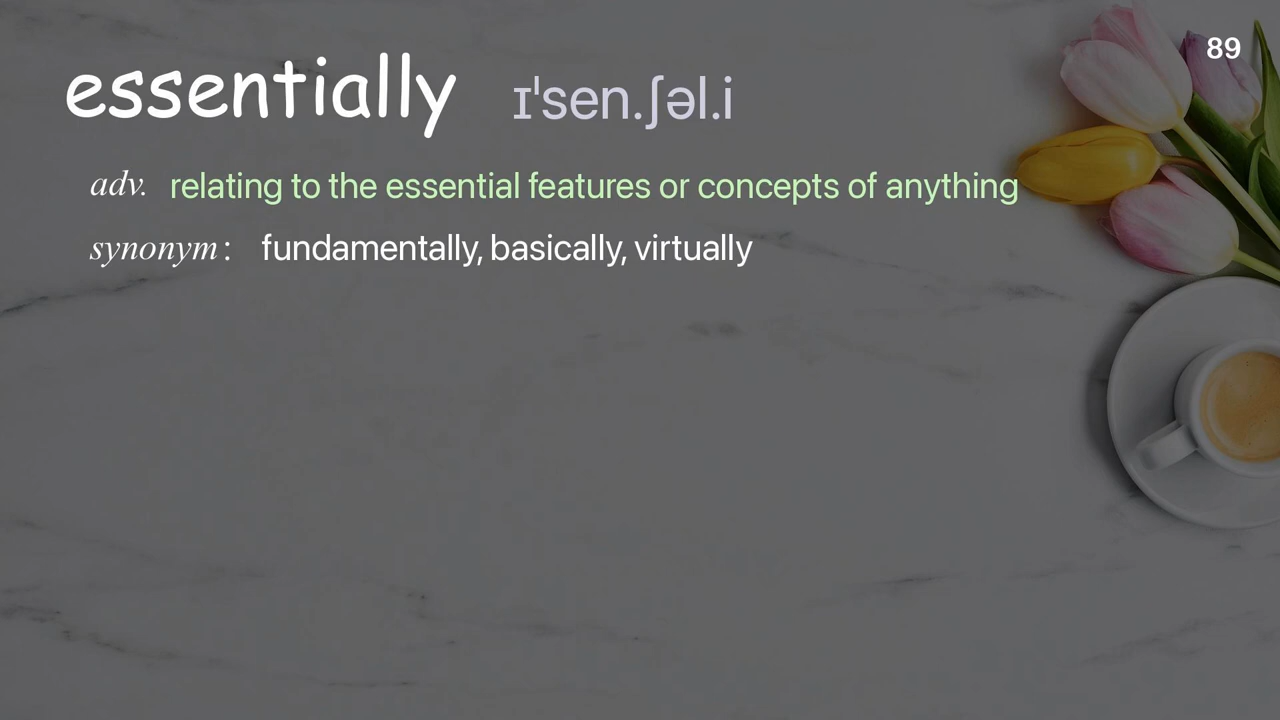 89
essentially ɪˈsen.ʃəl.i
adv. relating to the essential features or concepts of anything
synonym : fundamentally, basically, virtually